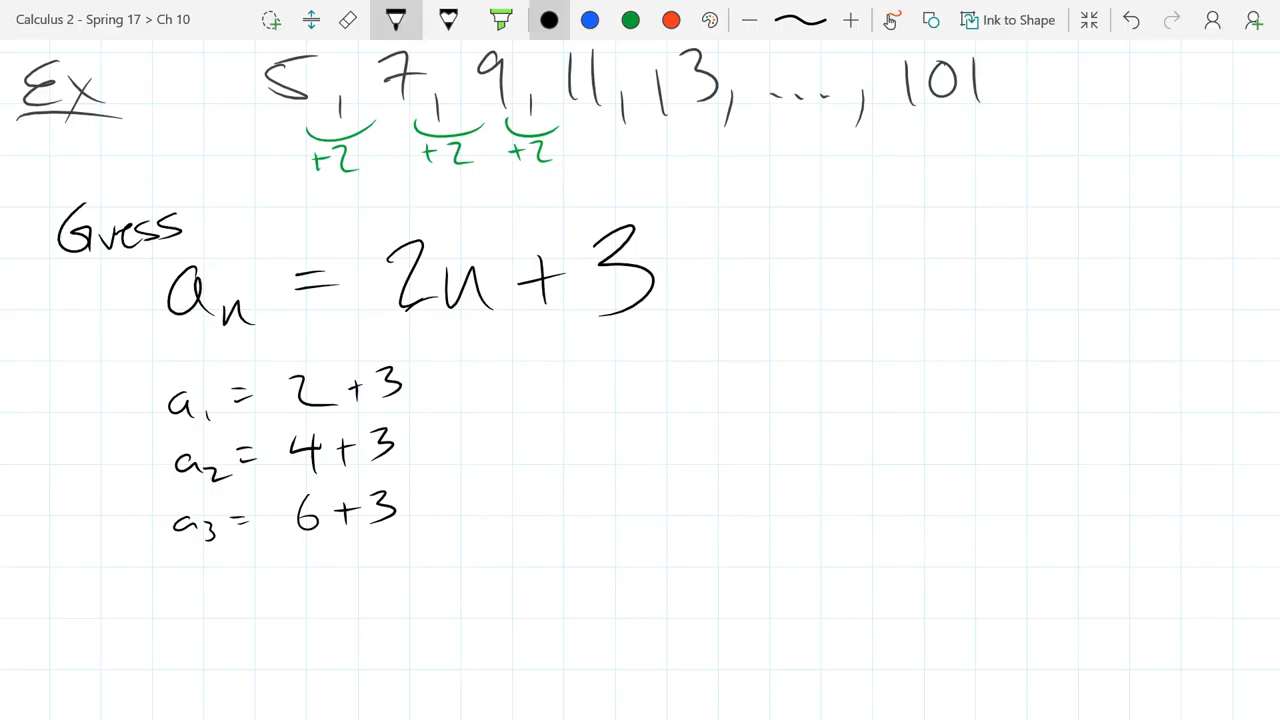 Calculus 2 - Spring 17 > Ch 10
Ink to Shape
Ex 5, 7, 9, 11, 13, ..., 101
+2 +2 +2
Guess
aₙ = 2n + 3
a₁ = 2 + 3
a₂ = 4 + 3
a₃ = 6 + 3